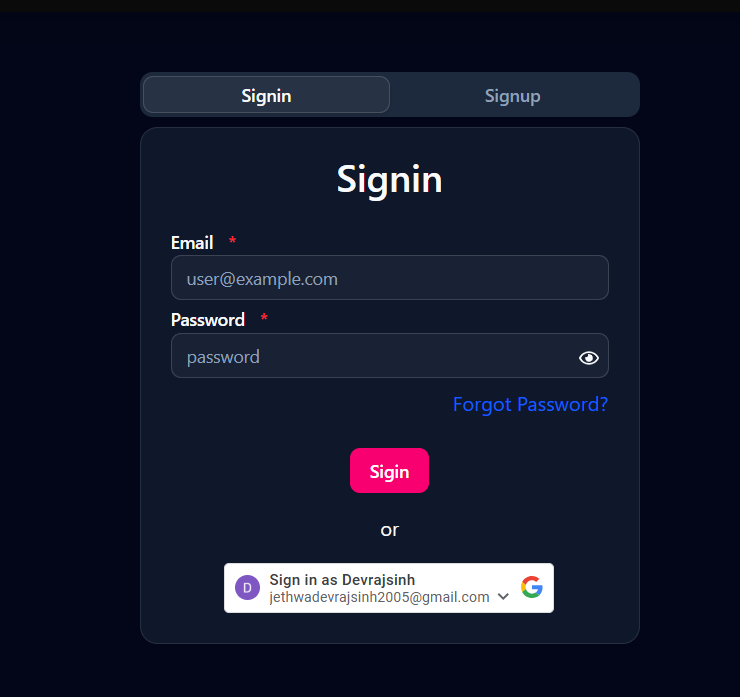 Signin Signup
Signin
Email *
user@example.com
Password *
password
Forgot Password?
Sigin
or
D Sign in as Devrajsinh
jethwadevrajsinh2005@gmail.com